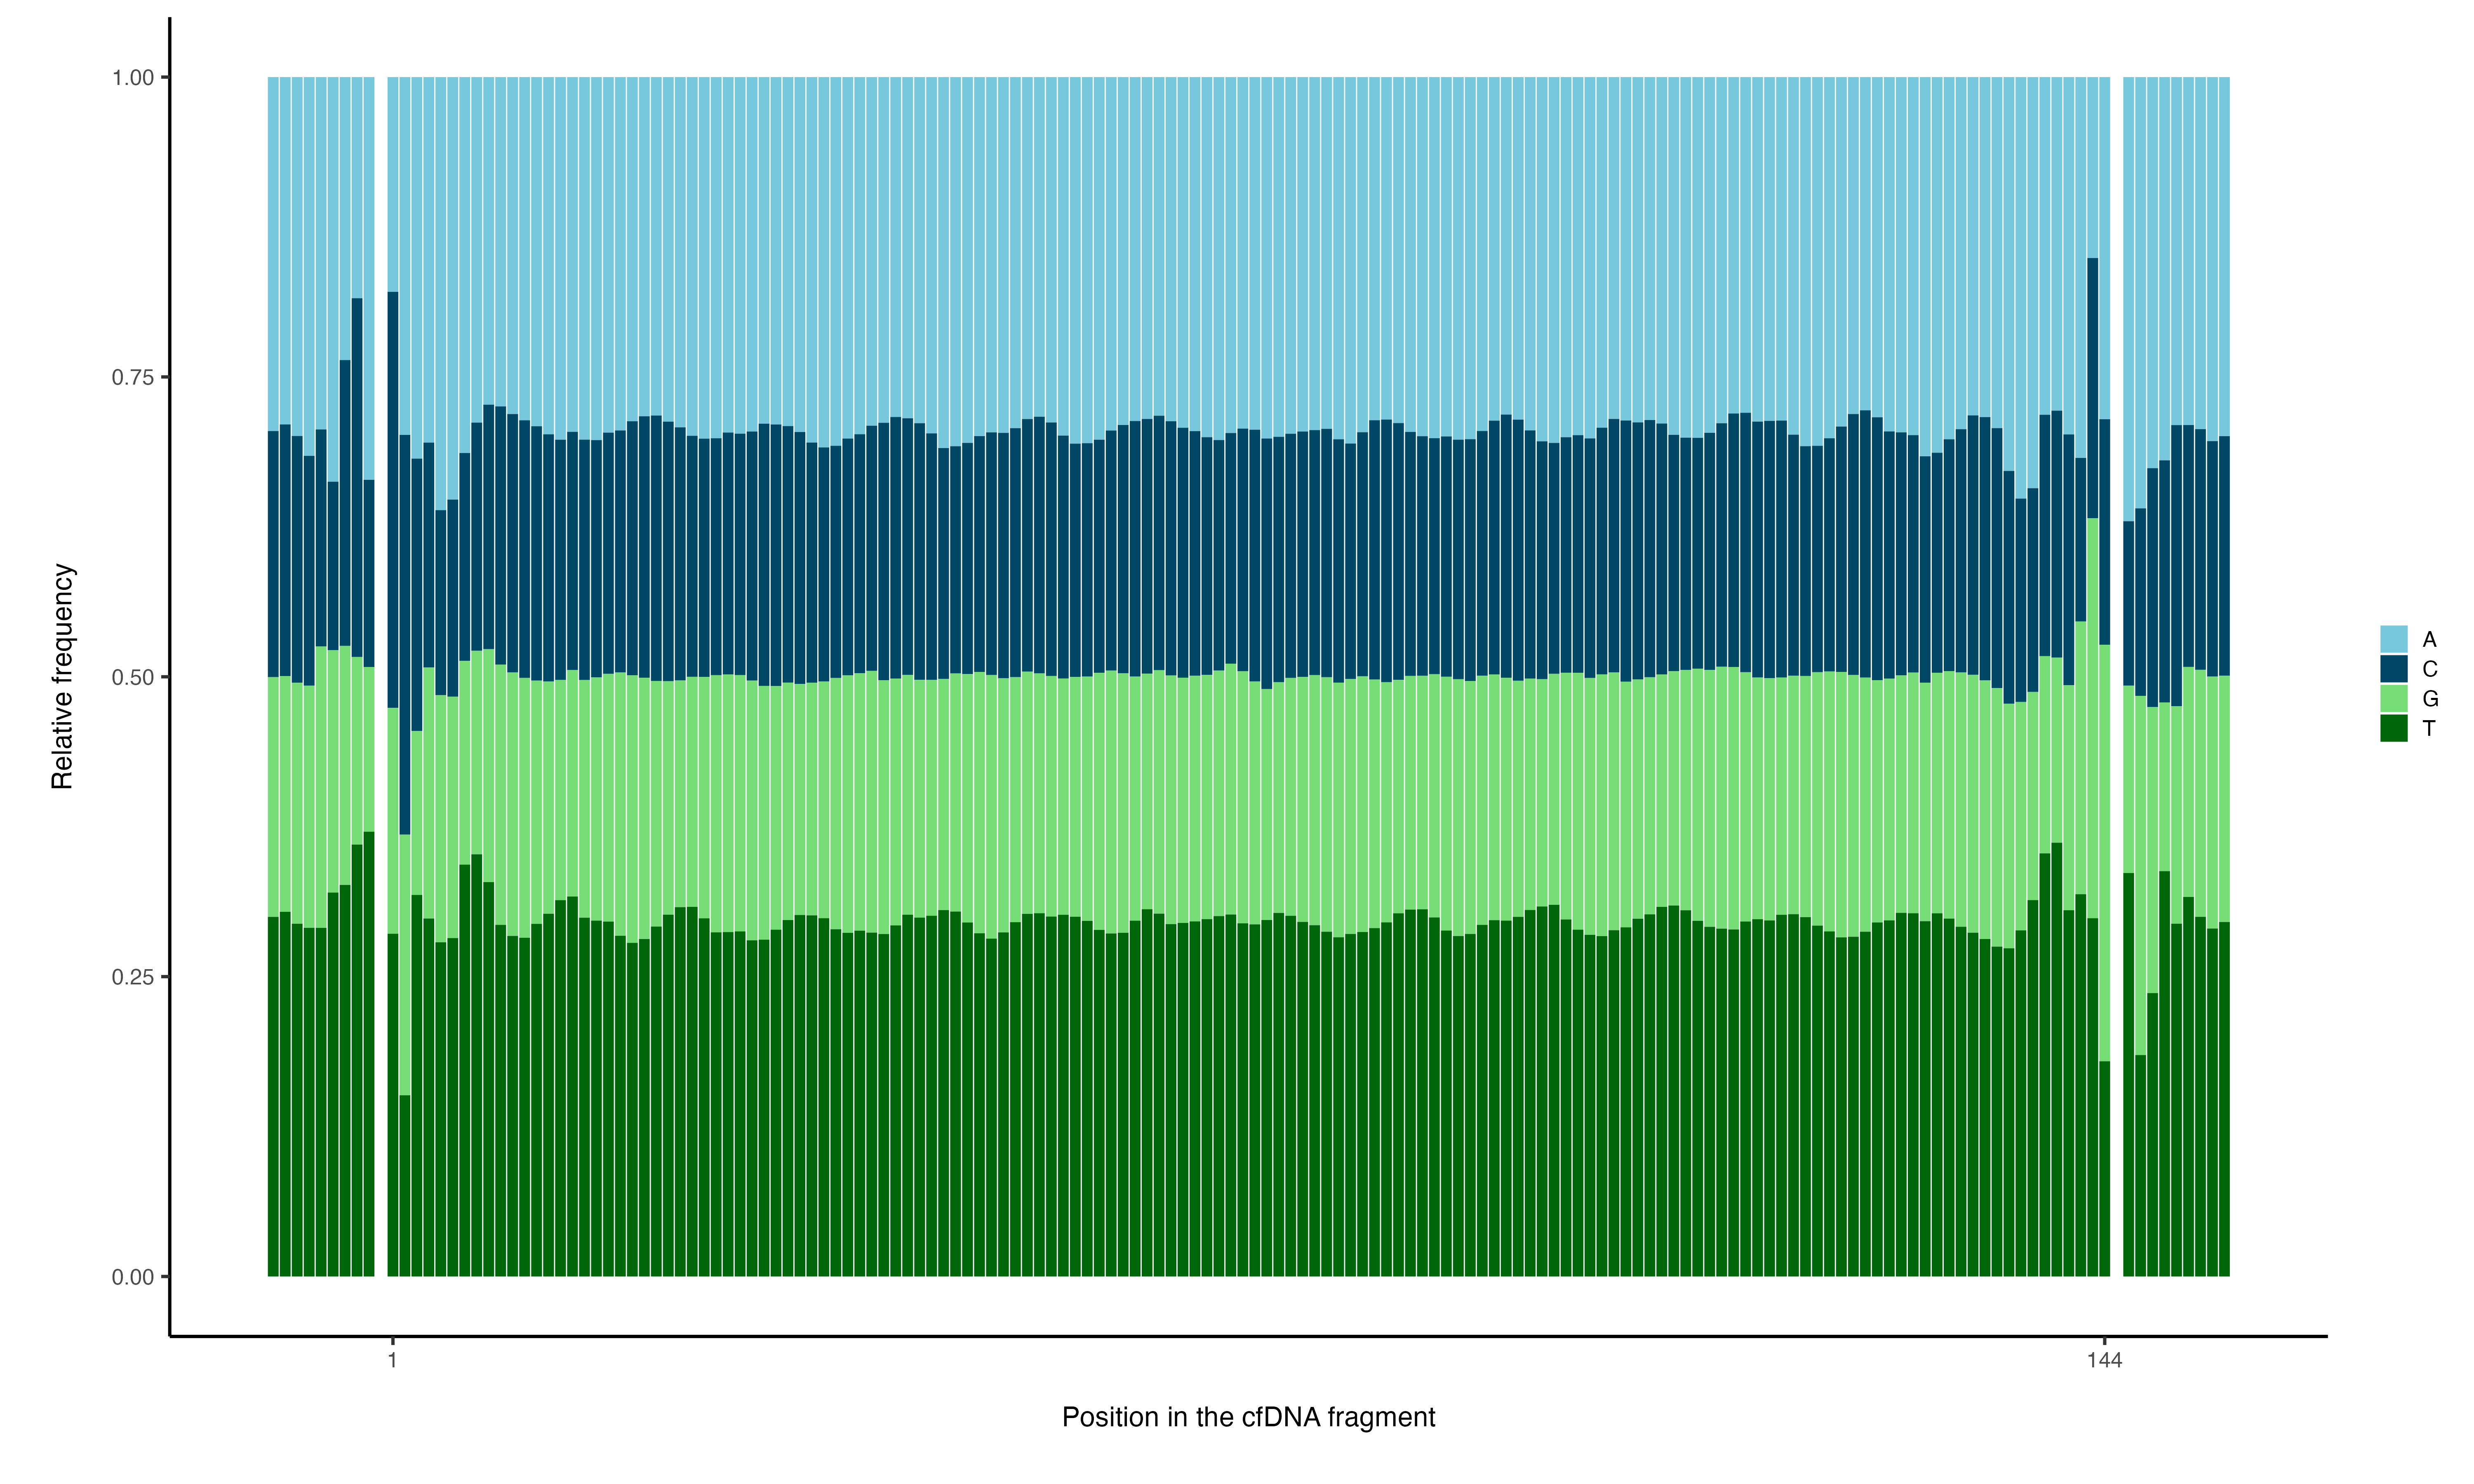 1.00
0.75
0.50
0.25
0.00
Relative frequency
1
144
Position in the cfDNA fragment
A
C
G
T